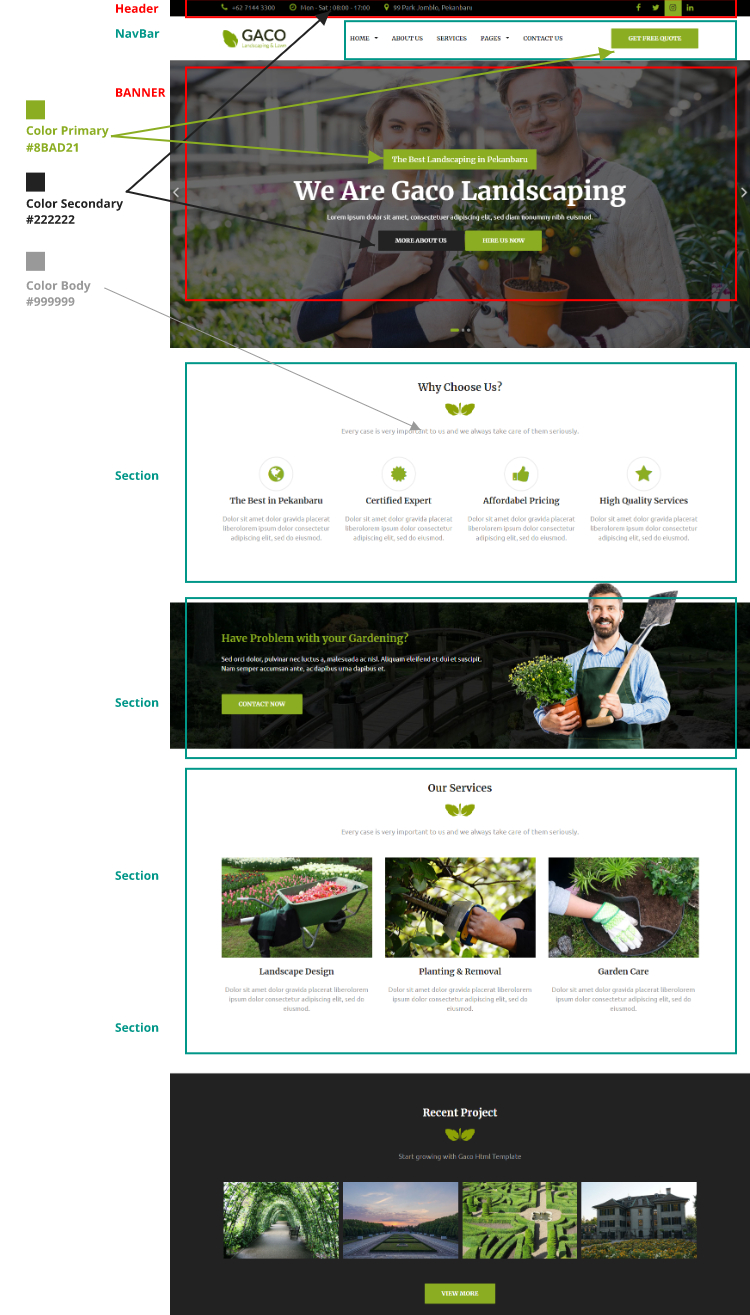 Header
+62 7144 3300 Mon - Sat | 08:00 - 17:00 99 Park Jomblo, Pekanbaru
NavBar
GACO
Landscaping & Lawn
HOME ABOUT US SERVICES PAGES CONTACT US GET FREE QUOTE
BANNER
Color Primary
#8BAD21
The Best Landscaping in Pekanbaru
We Are Gaco Landscaping
Lorem ipsum dolor sit amet, consectetuer adipiscing elit, sed diam nonummy nibh euismod.
MORE ABOUT US HIRE US NOW
Color Secondary
#222222
Color Body
#999999
Why Choose Us?
Every case is very important to us and we always take care of them seriously.
Section
The Best in Pekanbaru
Dolor sit amet dolor gravida placerat
liberolorem ipsum dolor consectetur
adipiscing elit, sed do eiusmod.
Certified Expert
Dolor sit amet dolor gravida placerat
liberolorem ipsum dolor consectetur
adipiscing elit, sed do eiusmod.
Affordabel Pricing
Dolor sit amet dolor gravida placerat
liberolorem ipsum dolor consectetur
adipiscing elit, sed do eiusmod.
High Quality Services
Dolor sit amet dolor gravida placerat
liberolorem ipsum dolor consectetur
adipiscing elit, sed do eiusmod.
Section
Have Problem with your Gardening?
Sed orci dolor, pulvinar nec luctus a, malesuada ac nisl. Aliquam eleifend et dui et suscipit.
Nam semper accumsan ante, ac dapibus urna dapibus et.
CONTACT NOW
Our Services
Every case is very important to us and we always take care of them seriously.
Section
Landscape Design
Dolor sit amet dolor gravida placerat liberolorem
ipsum dolor consectetur adipiscing elit, sed do
eiusmod.
Planting & Removal
Dolor sit amet dolor gravida placerat liberolorem
ipsum dolor consectetur adipiscing elit, sed do
eiusmod.
Garden Care
Dolor sit amet dolor gravida placerat liberolorem
ipsum dolor consectetur adipiscing elit, sed do
eiusmod.
Section
Recent Project
Start growing with Gaco Html Template
VIEW MORE